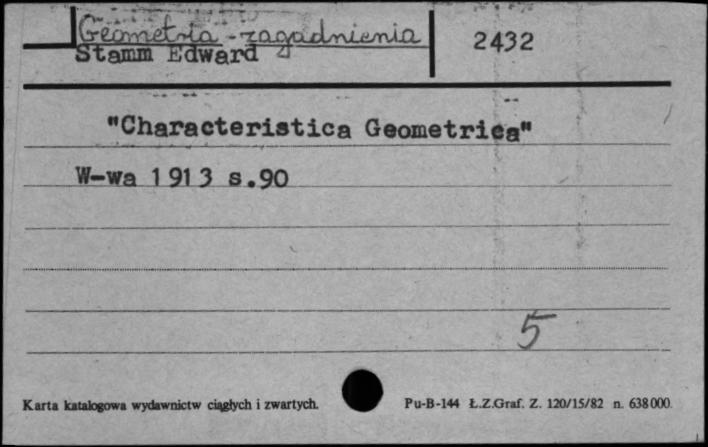 Geometria - zagadnienia
2432
Stamm Edward
"Characteristica Geometrica"
W-wa 1913 s.90
5
Karta katalogowa wydawnictw ciągłych i zwartych.
Pu-B-144 Ł.Z.Graf. Z. 120/15/82 n. 638000.